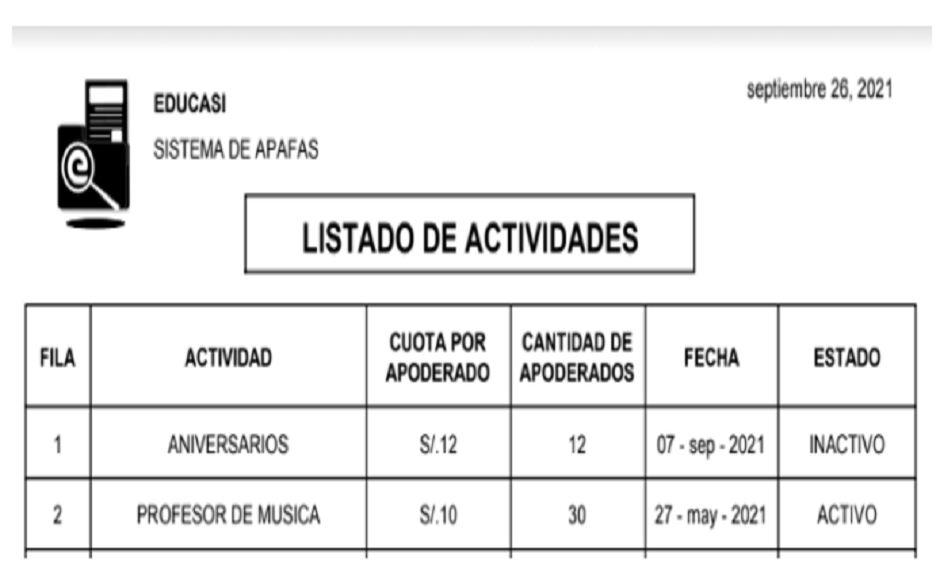 septiembre 26, 2021
EDUCASI
SISTEMA DE APAFAS
LISTADO DE ACTIVIDADES
FILA ACTIVIDAD CUOTA POR APODERADO CANTIDAD DE APODERADOS FECHA ESTADO
1 ANIVERSARIOS S/.12 12 07 - sep - 2021 INACTIVO
2 PROFESOR DE MUSICA S/.10 30 27 - may - 2021 ACTIVO